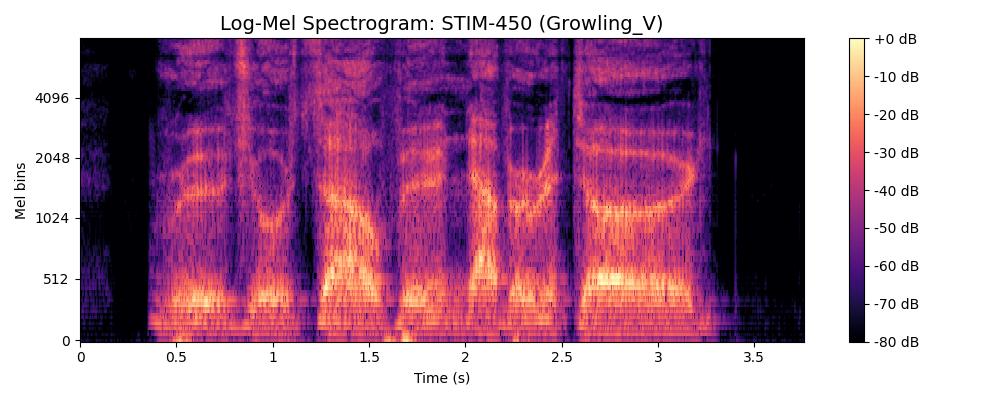 Log-Mel Spectrogram: STIM-450 (Growling_V)
Mel bins
4096
2048
1024
512
0
0 0.5 1 1.5 2 2.5 3 3.5
Time (s)
+0 dB
-10 dB
-20 dB
-30 dB
-40 dB
-50 dB
-60 dB
-70 dB
-80 dB